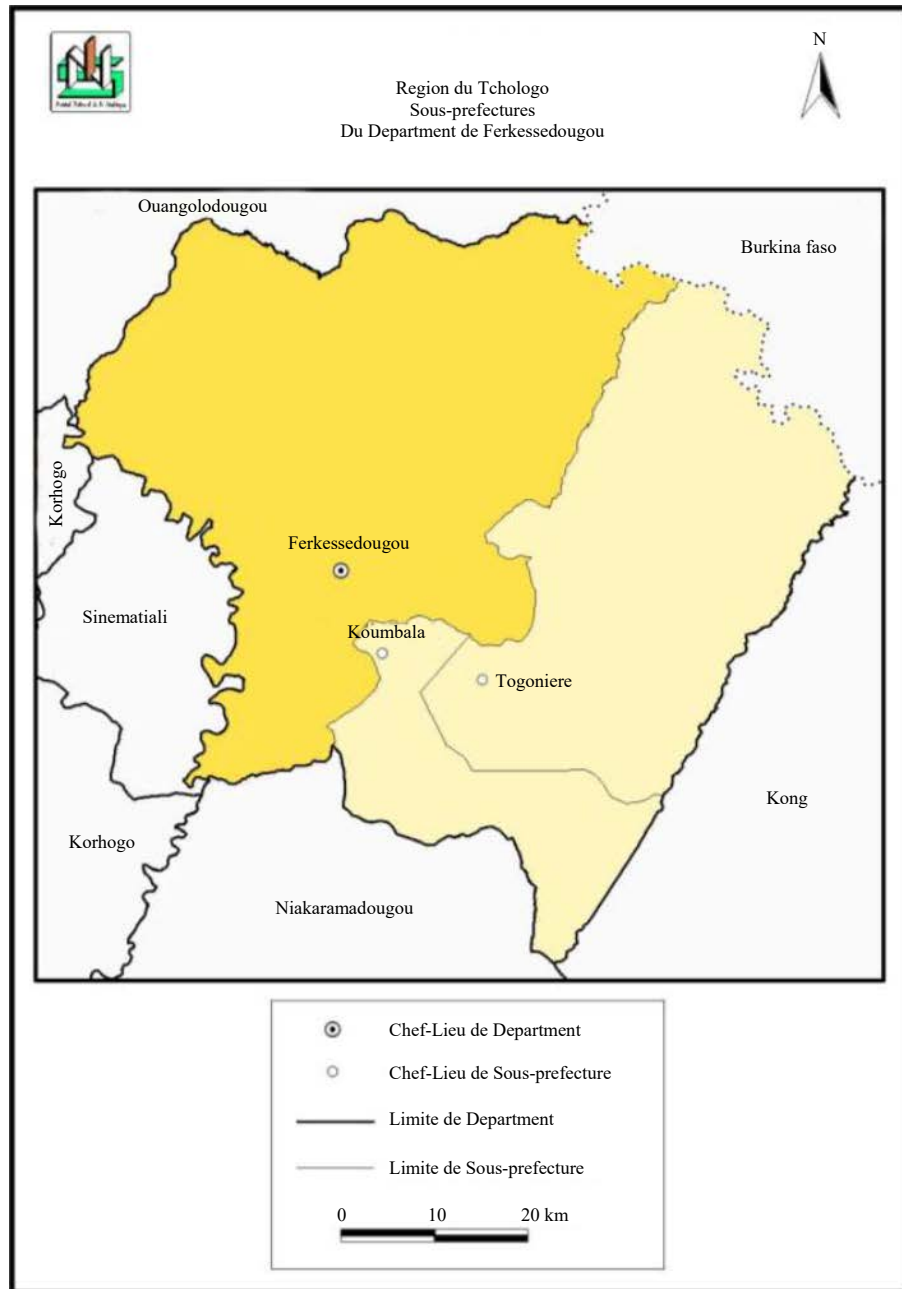 N
Region du Tchologo
Sous-prefectures
Du Department de Ferkessedougou
Ouangolodougou
Burkina faso
Korhogo
Ferkessedougou
Sinematiali
Koumbala
Togoniere
Kong
Korhogo
Niakaramadougou
Chef-Lieu de Department
Chef-Lieu de Sous-prefecture
Limite de Department
Limite de Sous-prefecture
0 10 20 km